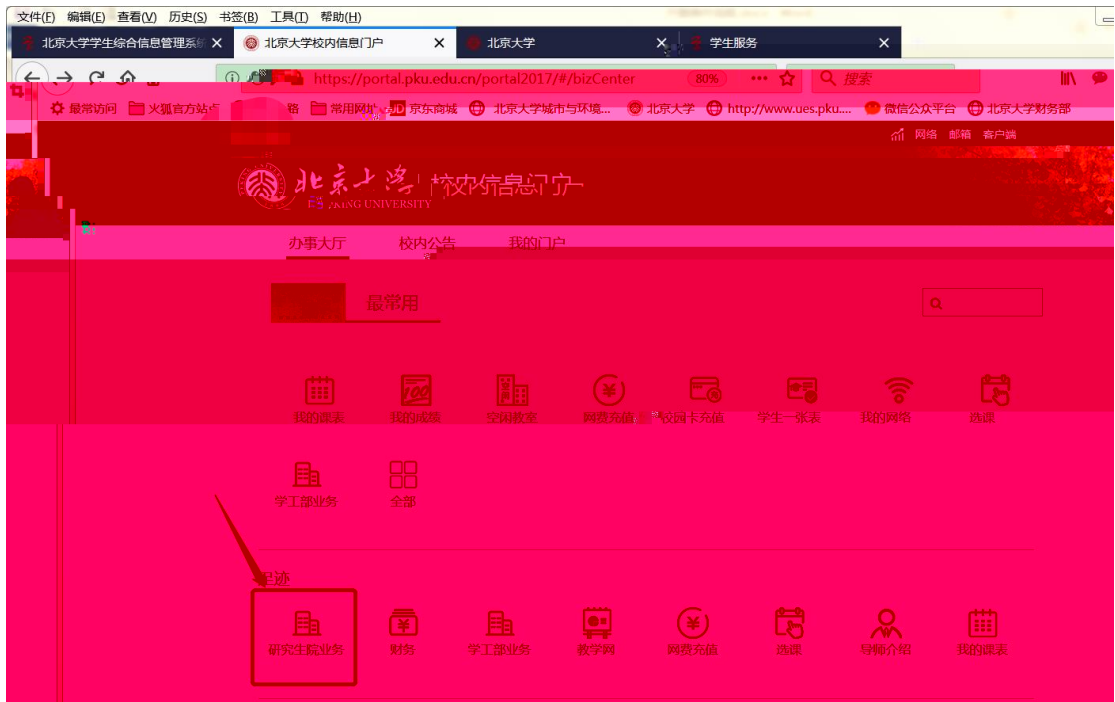 文件(F) 编辑(E) 查看(V) 历史(S) 书签(B) 工具(T) 帮助(H)
北京大学学生综合信息管理系统 北京大学校内信息门户 北京大学 学生服务
https://portal.pku.edu.cn/portal2017/#/bizCenter 80% 搜索
最常访问 火狐官方站点 常用网址 京东商城 北京大学城市与环境... 北京大学 http://www.ues.pku.... 微信公众平台 北京大学财务部
网络 邮箱 客户端
北京大学 校内信息门户
PEKING UNIVERSITY
办事大厅 校内公告 我的门户
最常用
我的课表 我的成绩 空闲教室 网费充值 校园卡充值 学生一张表 我的网络 选课
学工部业务 全部
足迹
研究生院业务 财务 学工部业务 教学网 网费充值 选课 导师介绍 我的课表